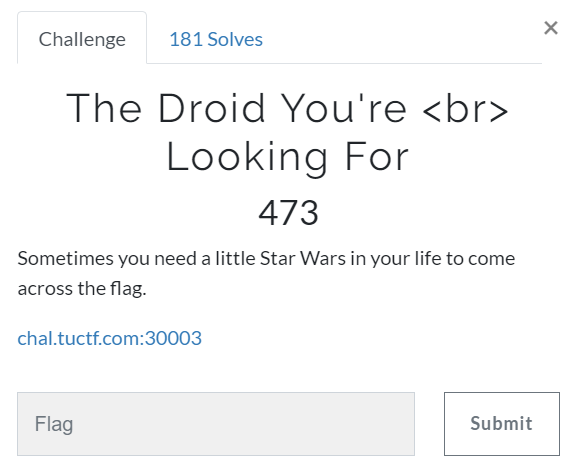 Challenge
181 Solves
×
The Droid You're <br>
Looking For
473
Sometimes you need a little Star Wars in your life to come
across the flag.
chal.tuctf.com:30003
Flag
Submit